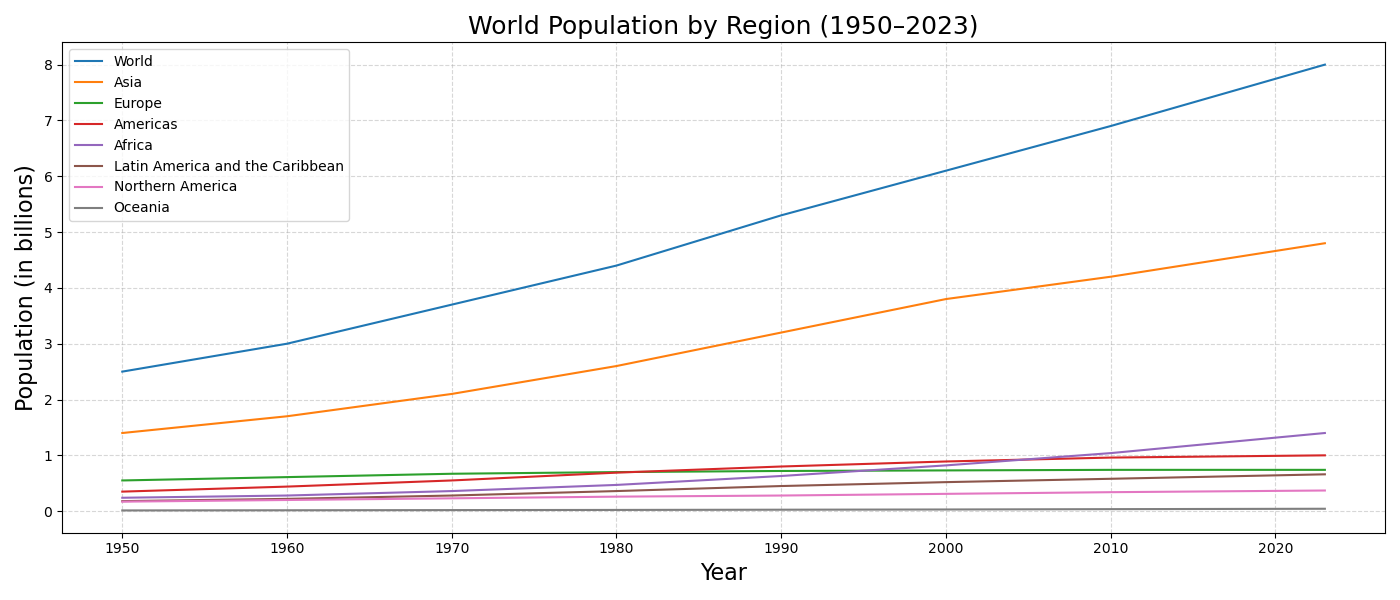 World Population by Region (1950–2023)
World
Asia
Europe
Americas
Africa
Latin America and the Caribbean
Northern America
Oceania
Population (in billions)
8
7
6
5
4
3
2
1
0
1950 1960 1970 1980 1990 2000 2010 2020
Year